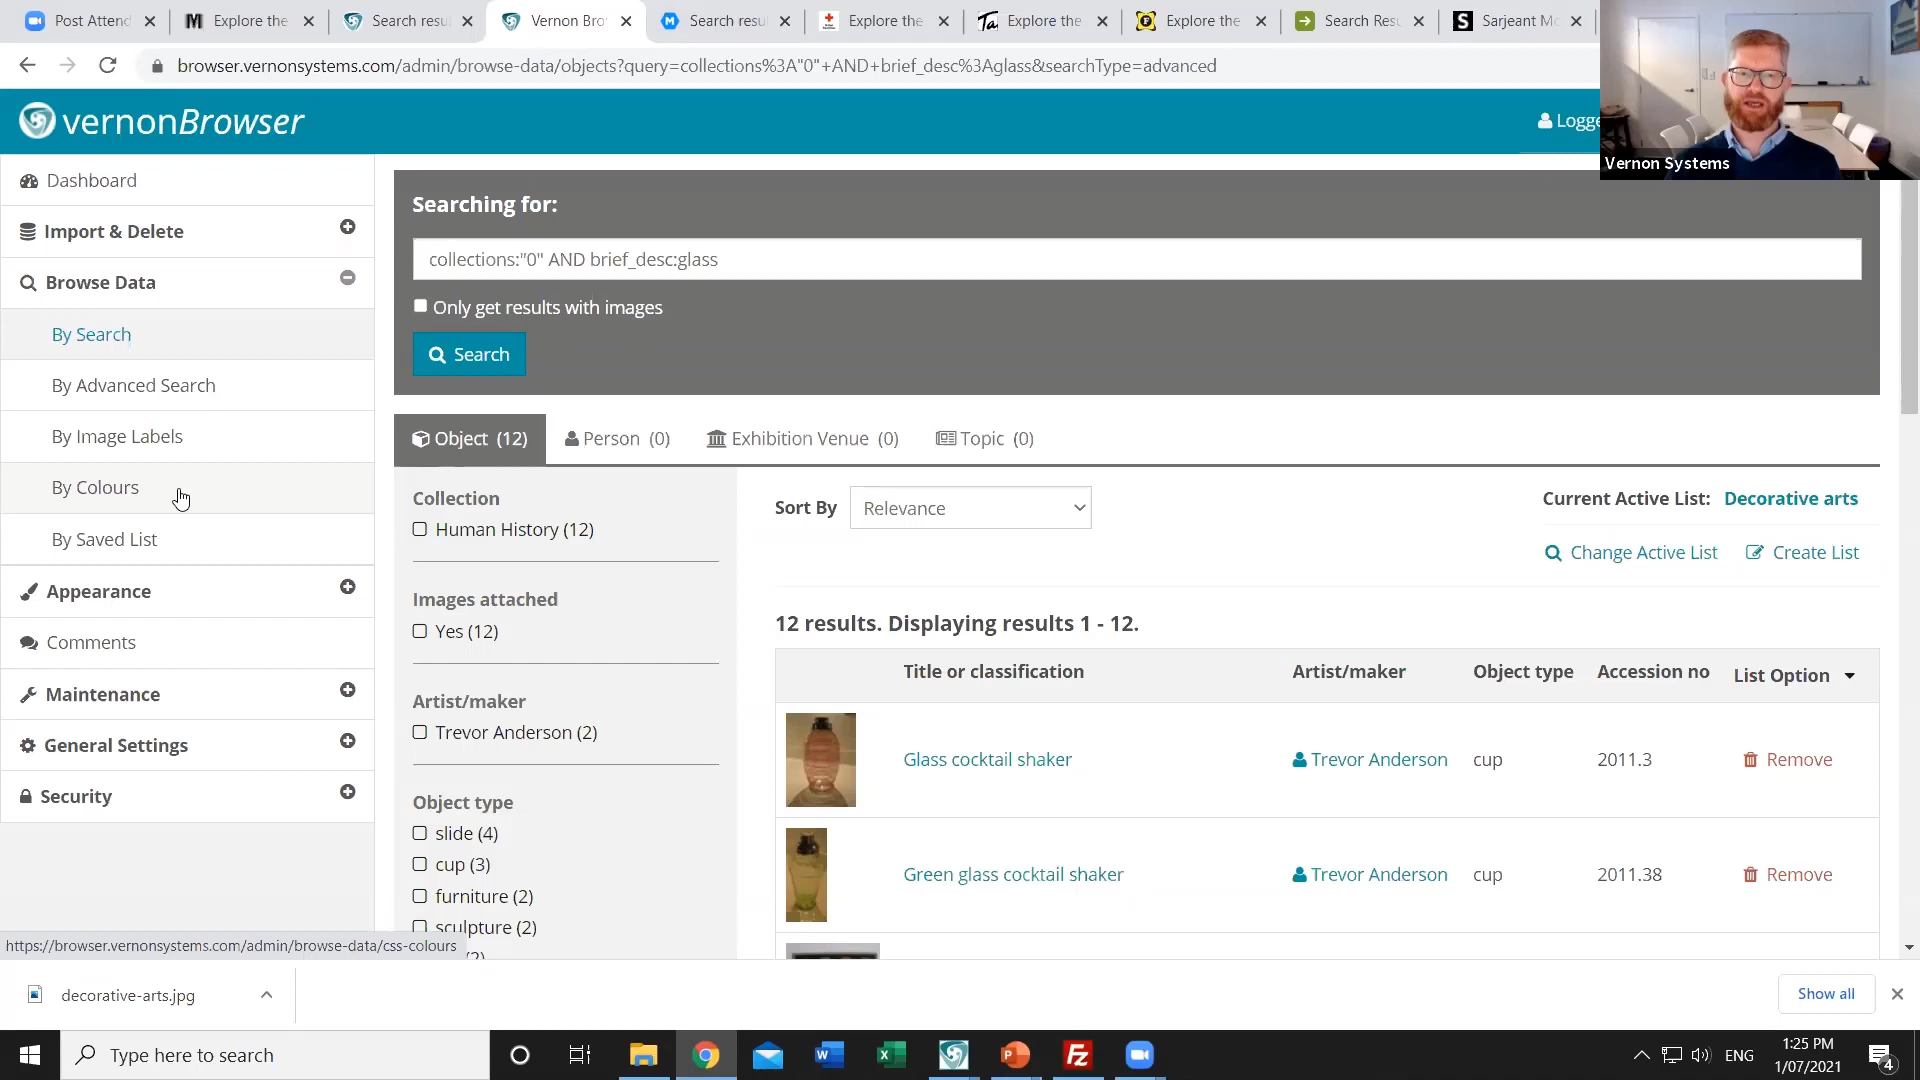 Post Attend
Explore the
Search resu
Vernon Bro
Search resu
Explore the
Explore the
Explore the
Search Res
Sarjeant Mo
browser.vernonsystems.com/admin/browse-data/objects?query=collections%3A"0"+AND+brief_desc%3Aglass&searchType=advanced
vernonBrowser
Logge
Vernon Systems
Dashboard
Import & Delete
Browse Data
By Search
By Advanced Search
By Image Labels
By Colours
By Saved List
Appearance
Comments
Maintenance
General Settings
Security
Searching for:
collections:"0" AND brief_desc:glass
Only get results with images
Search
Object (12)
Person (0)
Exhibition Venue (0)
Topic (0)
Collection
Human History (12)
Images attached
Yes (12)
Artist/maker
Trevor Anderson (2)
Object type
slide (4)
cup (3)
furniture (2)
sculpture (2)
Sort By
Relevance
Current Active List: Decorative arts
Change Active List
Create List
12 results. Displaying results 1 - 12.
Title or classification
Artist/maker
Object type
Accession no
List Option
Glass cocktail shaker
Trevor Anderson
cup
2011.3
Remove
Green glass cocktail shaker
Trevor Anderson
cup
2011.38
Remove
https://browser.vernonsystems.com/admin/browse-data/css-colours
decorative-arts.jpg
Show all
Type here to search
ENG
1:25 PM
1/07/2021
4